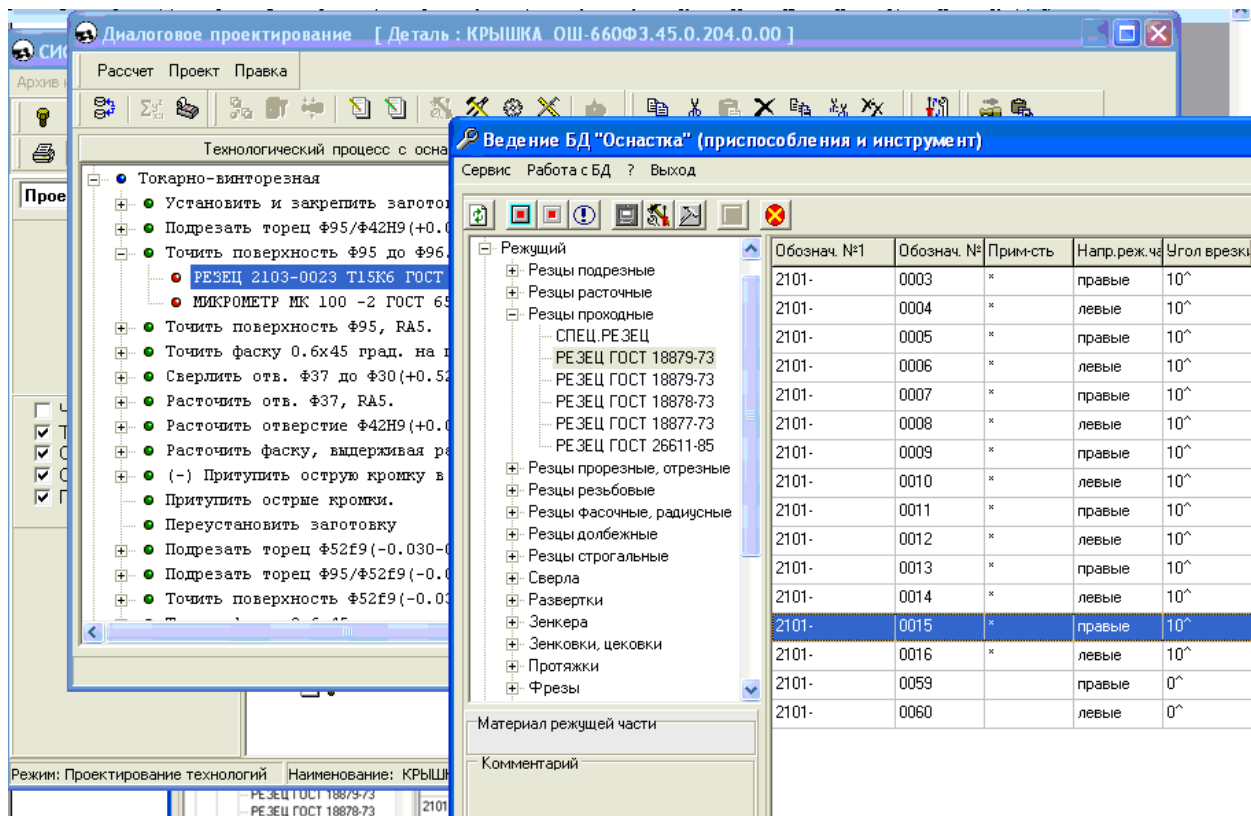 Диалоговое проектирование [ Деталь : КРЫШКА ОШ-660Ф3.45.0.204.0.00 ]
Рассчет Проект Правка
Технологический процесс с осна
Токарно-винторезная
Установить и закрепить загото
Подрезать торец Ф95/Ф42Н9(+0.0
Точить поверхность Ф95 до Ф96.
РЕЗЕЦ 2103-0023 Т15К6 ГОСТ
МИКРОМЕТР МК 100 -2 ГОСТ 65
Точить поверхность Ф95, RA5.
Точить фаску 0.6х45 град. на
Сверлить отв. Ф37 до Ф30(+0.52
Расточить отв. Ф37, RA5.
Расточить отверстие Ф42Н9(+0.0
Расточить фаску, выдерживая ра
(-) Притупить острую кромку в
Притупить острые кромки.
Переустановить заготовку
Подрезать торец Ф52f9(-0.030-0
Подрезать торец Ф95/Ф52f9(-0.0
Точить поверхность Ф52f9(-0.03
СИС
Архив
Прое
Режим: Проектирование технологий Наименование: КРЫШК
РЕЗЕЦ ГОСТ 18879-73
РЕЗЕЦ ГОСТ 18878-73
2101
Ведение БД "Оснастка" (приспособления и инструмент)
Сервис Работа с БД ? Выход
Режущий
Резцы подрезные
Резцы расточные
Резцы проходные
СПЕЦ.РЕЗЕЦ
РЕЗЕЦ ГОСТ 18879-73
РЕЗЕЦ ГОСТ 18879-73
РЕЗЕЦ ГОСТ 18878-73
РЕЗЕЦ ГОСТ 18877-73
РЕЗЕЦ ГОСТ 26611-85
Резцы прорезные, отрезные
Резцы резьбовые
Резцы фасочные, радиусные
Резцы долбежные
Резцы строгальные
Сверла
Развертки
Зенкера
Зенковки, цековки
Протяжки
Фрезы
Материал режущей части
Комментарий
Обознач. №1 Обознач. № Прим-сть Напр.реж.ча Угол врезки
2101- 0003 * правые 10^
2101- 0004 * левые 10^
2101- 0005 * правые 10^
2101- 0006 * левые 10^
2101- 0007 * правые 10^
2101- 0008 * левые 10^
2101- 0009 * правые 10^
2101- 0010 * левые 10^
2101- 0011 * правые 10^
2101- 0012 * левые 10^
2101- 0013 * правые 10^
2101- 0014 * левые 10^
2101- 0015 * правые 10^
2101- 0016 * левые 10^
2101- 0059 правые 0^
2101- 0060 левые 0^